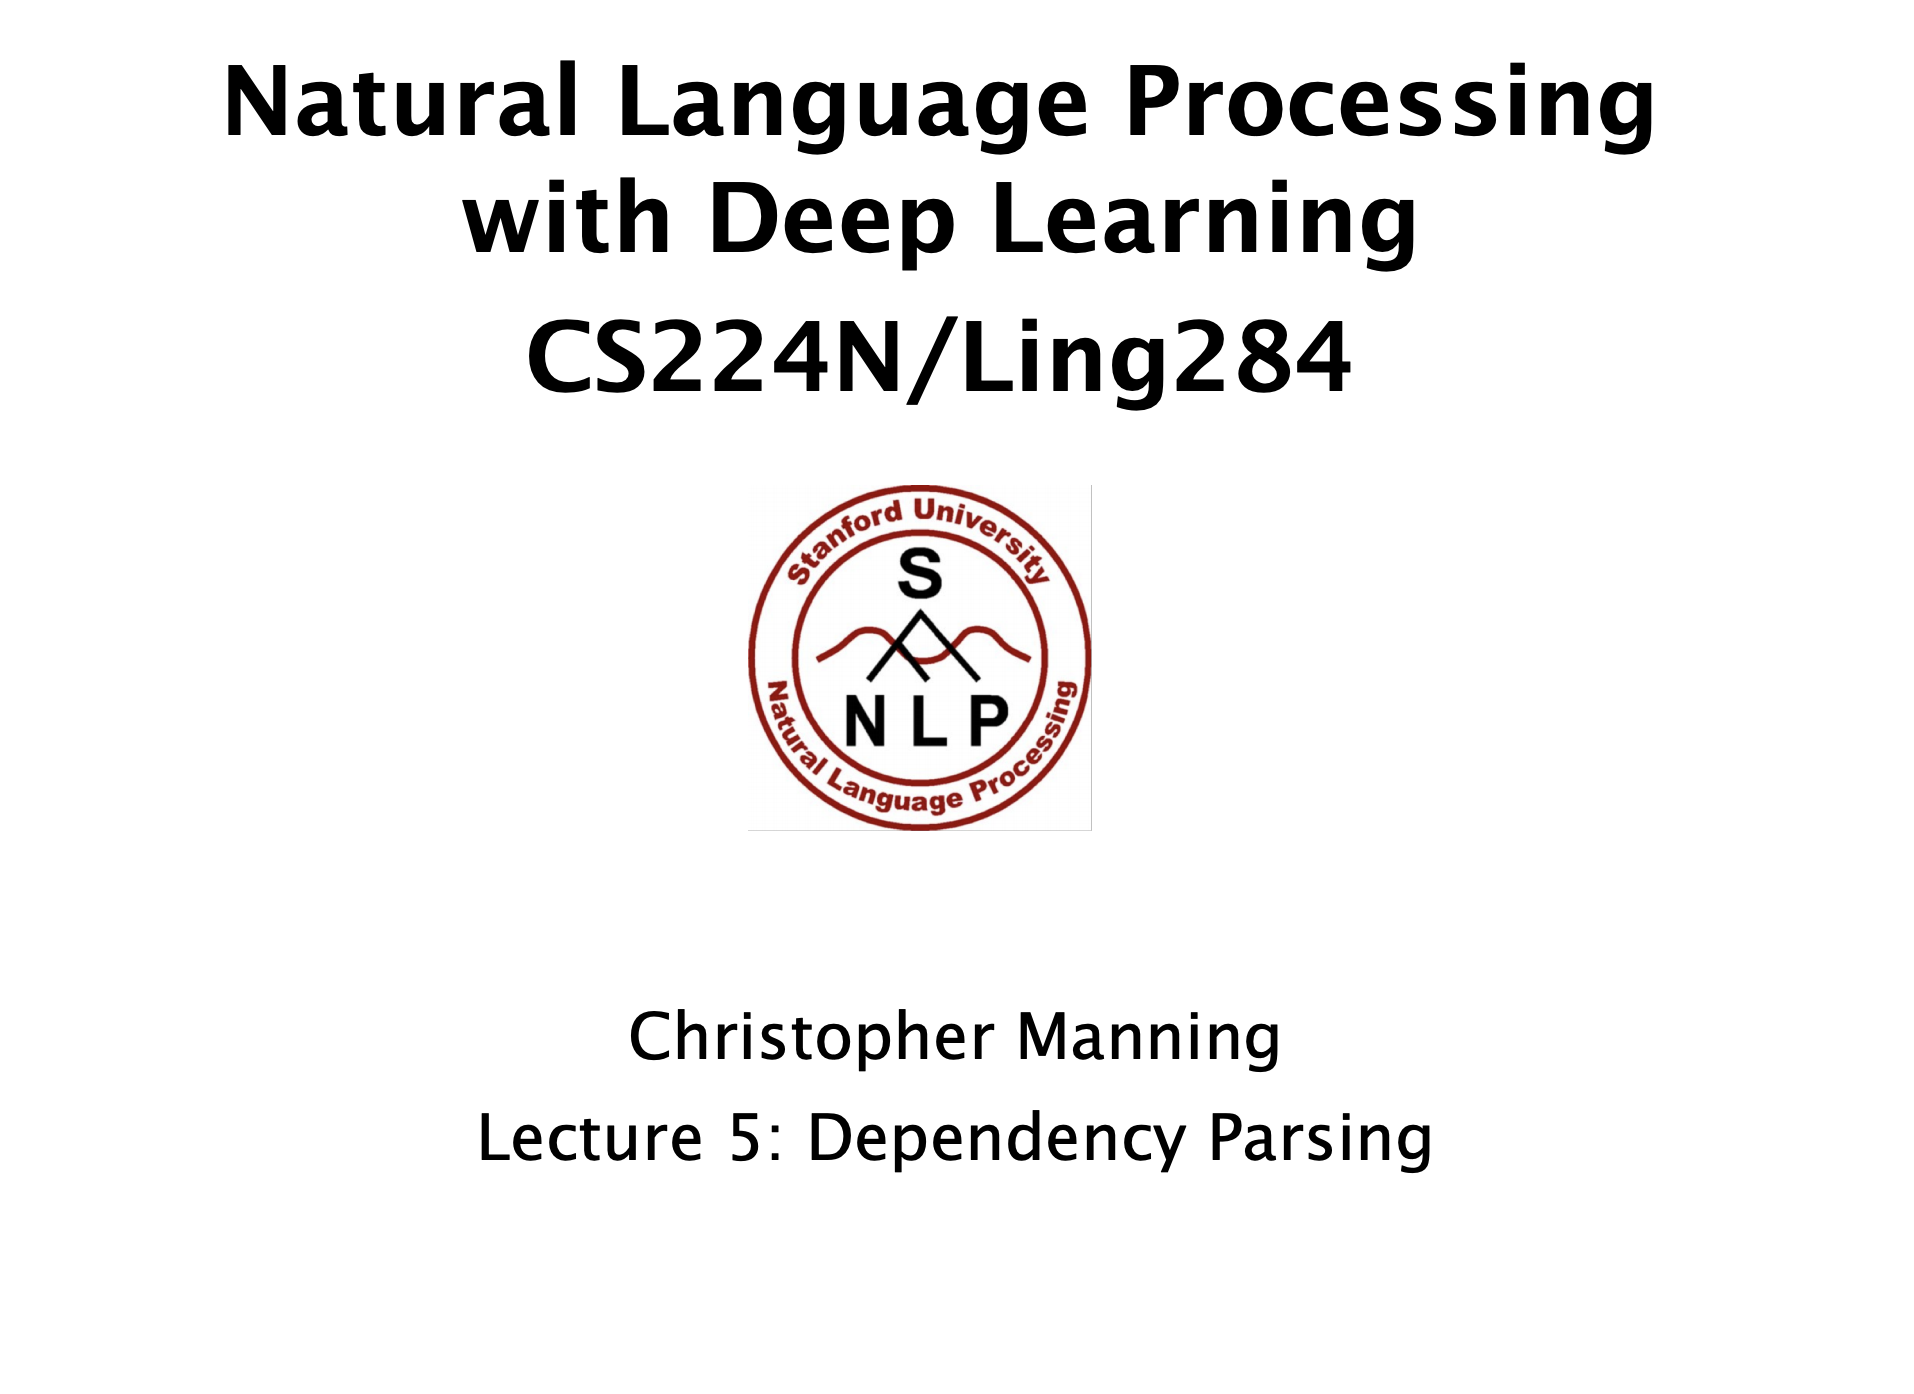 Natural Language Processing
with Deep Learning
CS224N/Ling284
Stanford University
S
N L P
Natural Language Processing
Christopher Manning
Lecture 5: Dependency Parsing